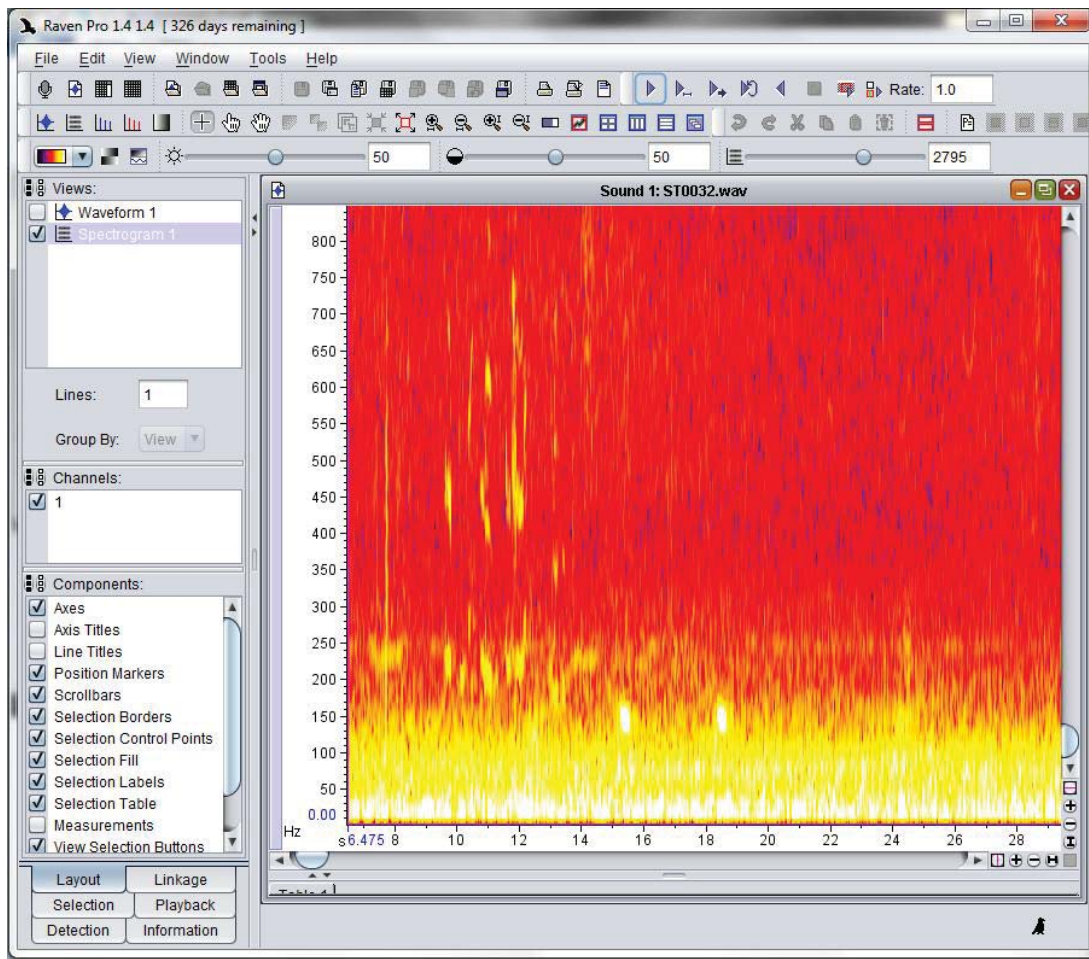 Raven Pro 1.4 1.4 [ 326 days remaining ]
File Edit View Window Tools Help
Rate: 1.0
50 50 2795
Views:
Waveform 1
Spectrogram 1
Lines: 1
Group By: View
Channels:
1
Components:
Axes
Axis Titles
Line Titles
Position Markers
Scrollbars
Selection Borders
Selection Control Points
Selection Fill
Selection Labels
Selection Table
Measurements
View Selection Buttons
Layout Linkage
Selection Playback
Detection Information
Sound 1: ST0032.wav
800
750
700
650
600
550
500
450
400
350
300
250
200
150
100
50
0.00
Hz
s 6.475 8 10 12 14 16 18 20 22 24 26 28
Table 1